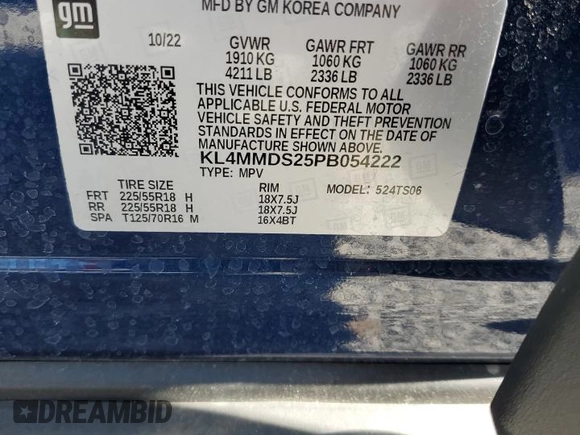 gm
MFD BY GM KOREA COMPANY
10/22 GVWR GAWR FRT GAWR RR
1910 KG 1060 KG 1060 KG
4211 LB 2336 LB 2336 LB
THIS VEHICLE CONFORMS TO ALL
APPLICABLE U.S. FEDERAL MOTOR
VEHICLE SAFETY AND THEFT PREVENTION
STANDARDS IN EFFECT ON THE DATE OF
MANUFACTURE SHOWN ABOVE.
KL4MMDS25PB054222
TYPE: MPV MODEL: 524TS06
TIRE SIZE RIM
FRT 225/55R18 H 18X7.5J
RR 225/55R18 H 18X7.5J
SPA T125/70R16 M 16X4BT
DREAMBID